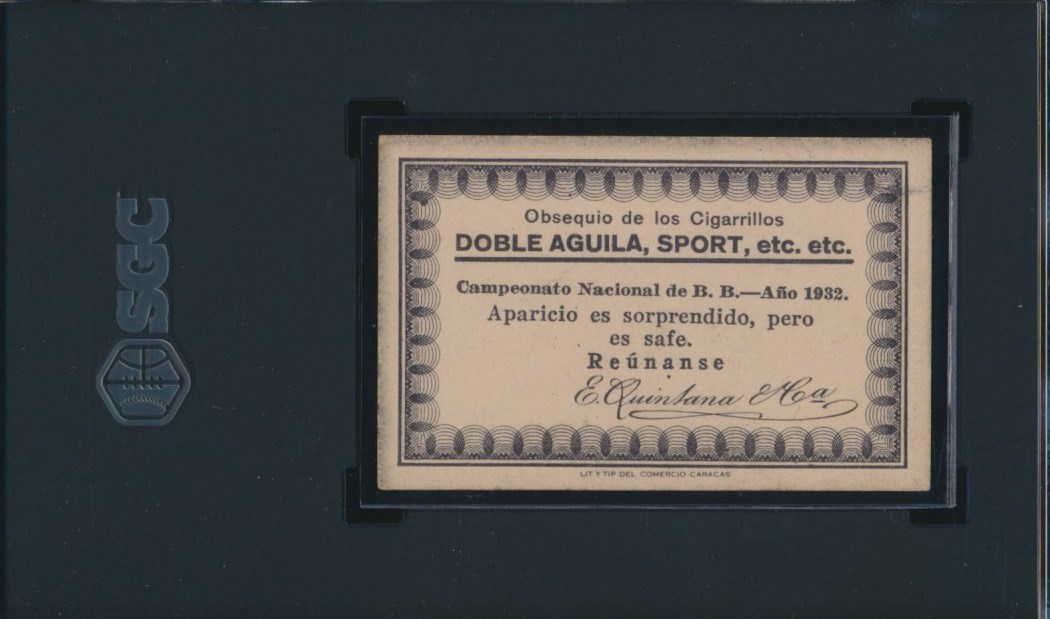 SGC
Obsequio de los Cigarrillos
DOBLE AGUILA, SPORT, etc. etc.
Campeonato Nacional de B. B.—Año 1932.
Aparicio es sorprendido, pero
es safe.
Reúnanse
E. Quintana H Ca
LIT Y TIP DEL COMERCIO CARACAS